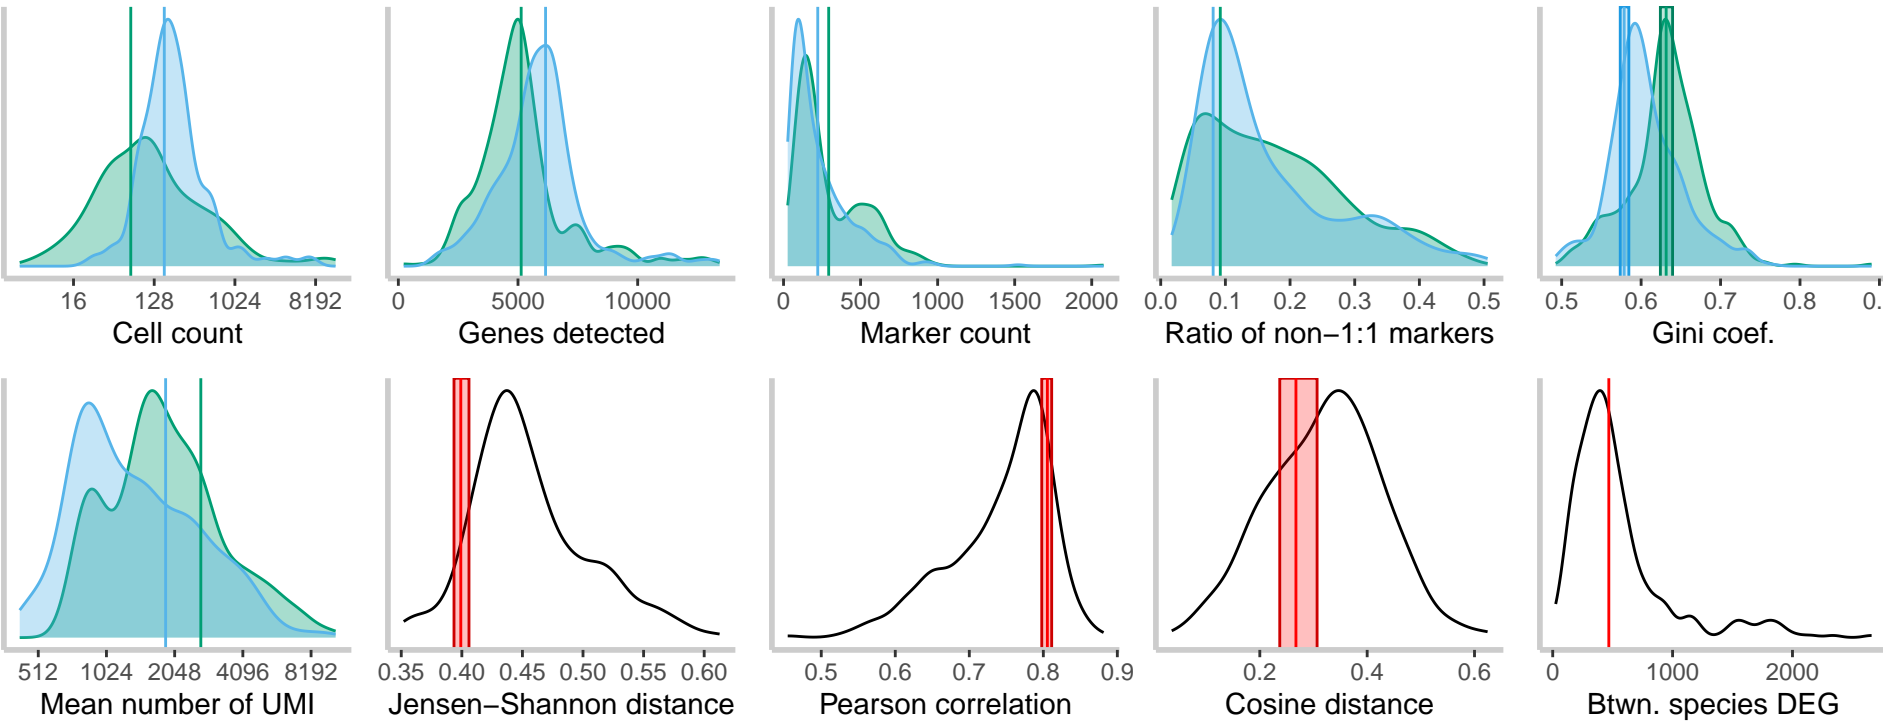 16 128 1024 8192
Cell count
0 5000 10000
Genes detected
0 500 1000 1500 2000
Marker count
0.0 0.1 0.2 0.3 0.4 0.5
Ratio of non−1:1 markers
0.5 0.6 0.7 0.8 0.
Gini coef.
512 1024 2048 4096 8192
Mean number of UMI
0.35 0.40 0.45 0.50 0.55 0.60
Jensen−Shannon distance
0.5 0.6 0.7 0.8 0.9
Pearson correlation
0.2 0.4 0.6
Cosine distance
0 1000 2000
Btwn. species DEG